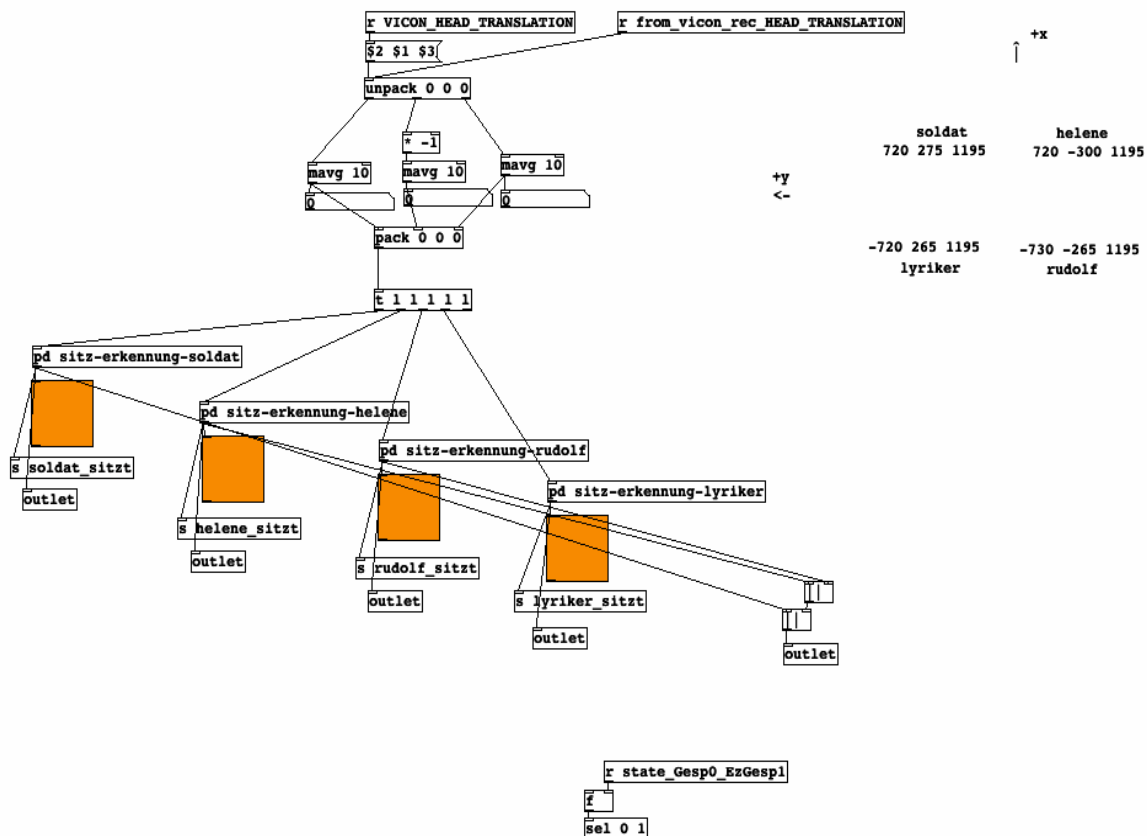 r VICON_HEAD_TRANSLATION
r from_vicon_rec_HEAD_TRANSLATION
+x
^
|
$2 $1 $3
unpack 0 0 0
* -1
soldat
helene
720 275 1195
720 -300 1195
mavg 10
mavg 10
mavg 10
+y
<-
0
0
0
pack 0 0 0
-720 265 1195
-730 -265 1195
lyriker
rudolf
t l l l l l
pd sitz-erkennung-soldat
pd sitz-erkennung-helene
pd sitz-erkennung-rudolf
s soldat_sitzt
pd sitz-erkennung-lyriker
outlet
s helene_sitzt
outlet
s rudolf_sitzt
||
outlet
s lyriker_sitzt
||
outlet
outlet
r state_Gesp0_EzGesp1
f
sel 0 1